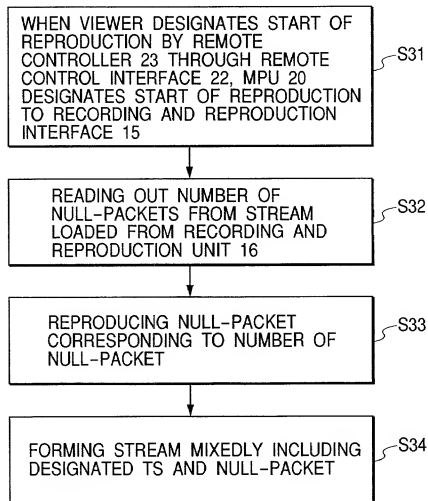 WHEN VIEWER DESIGNATES START OF
REPRODUCTION BY REMOTE
CONTROLLER 23 THROUGH REMOTE
CONTROL INTERFACE 22, MPU 20
DESIGNATES START OF REPRODUCTION
TO RECORDING AND REPRODUCTION
INTERFACE 15
S31
READING OUT NUMBER OF
NULL-PACKETS FROM STREAM
LOADED FROM RECORDING AND
REPRODUCTION UNIT 16
S32
REPRODUCING NULL-PACKET
CORRESPONDING TO NUMBER OF
NULL-PACKET
S33
FORMING STREAM MIXEDLY INCLUDING
DESIGNATED TS AND NULL-PACKET
S34